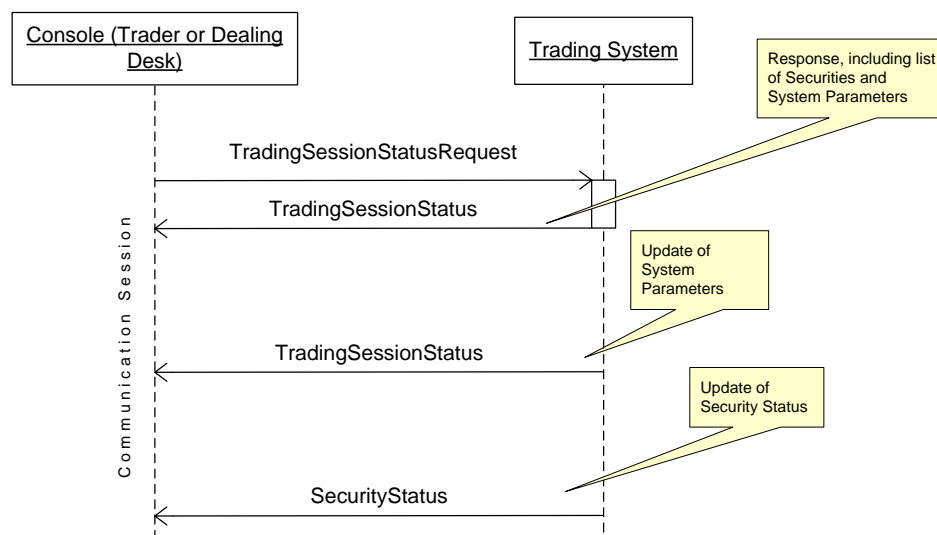 Console (Trader or Dealing
Desk)
Trading System
Response, including list
of Securities and
System Parameters
TradingSessionStatusRequest
TradingSessionStatus
Communication Session
Update of
System
Parameters
TradingSessionStatus
Update of
Security Status
SecurityStatus